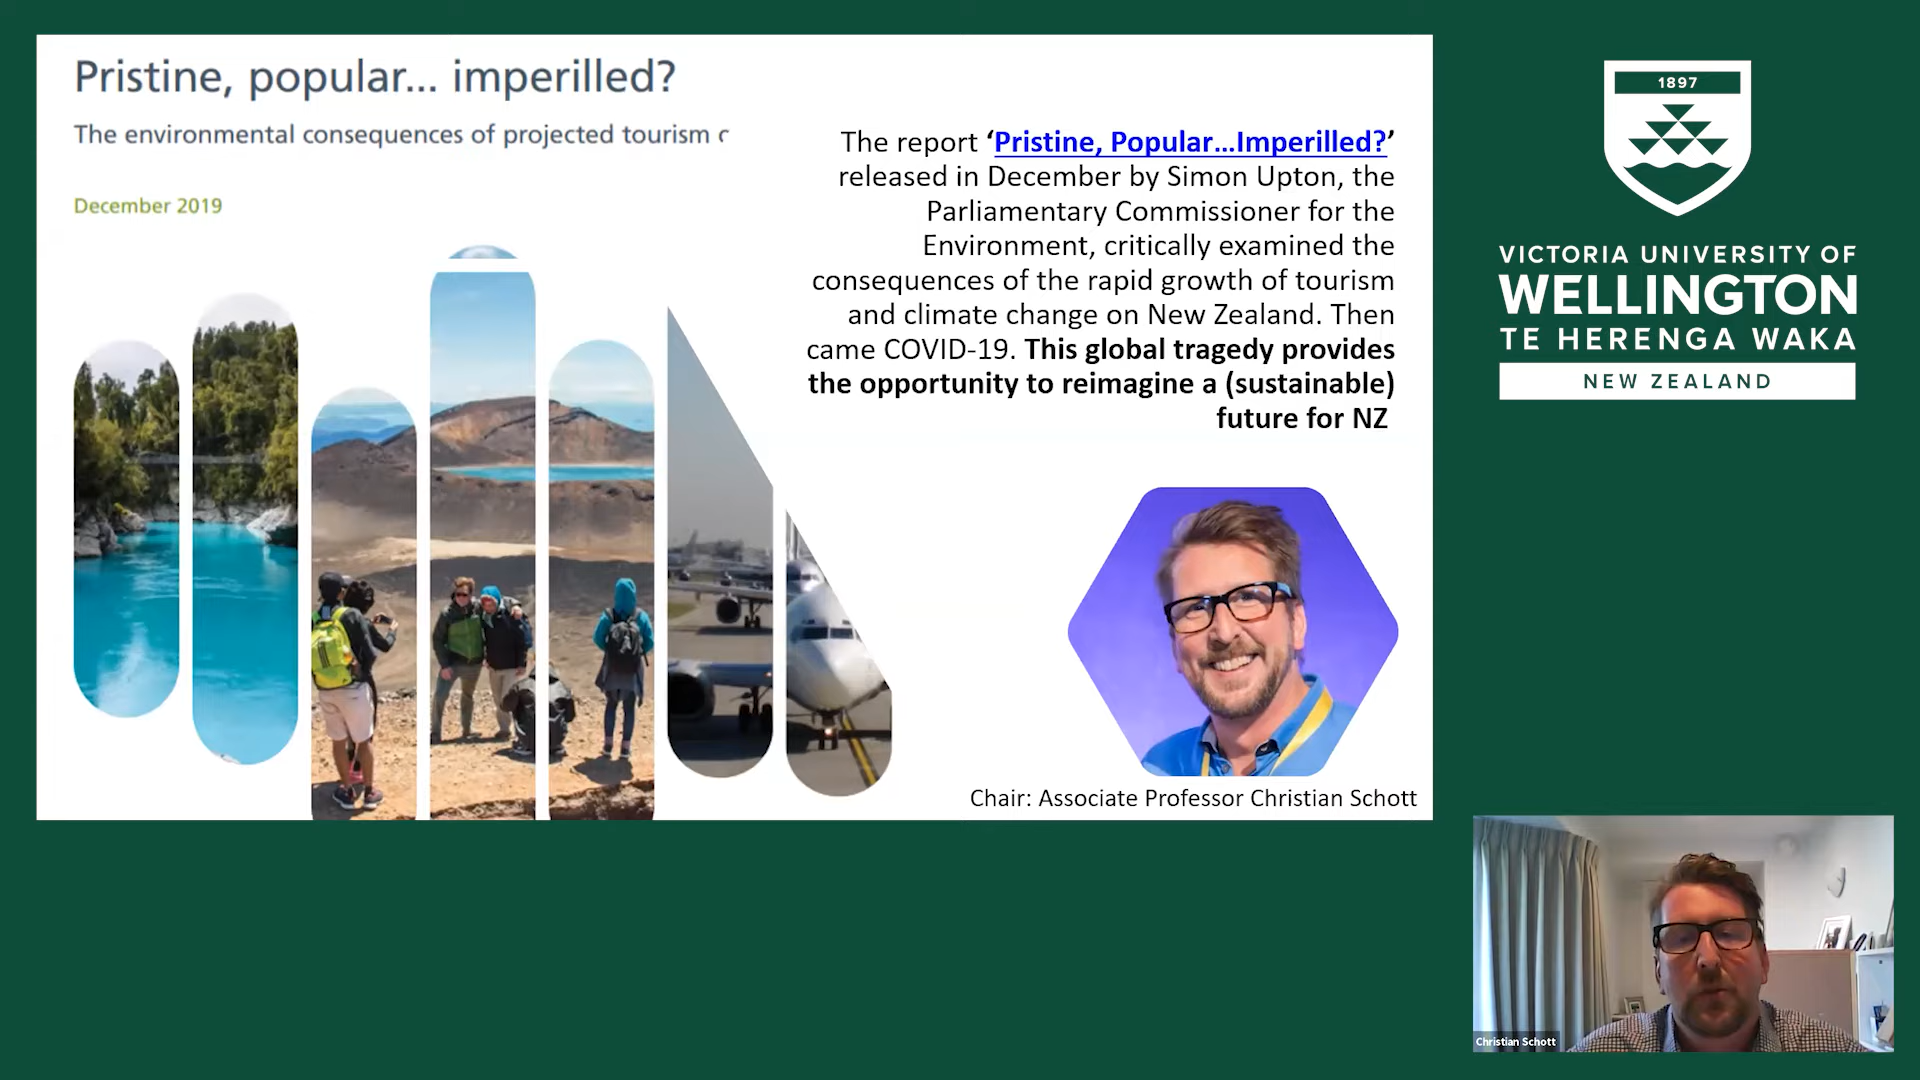 Pristine, popular... imperilled?
The environmental consequences of projected tourism
December 2019
The report ‘Pristine, Popular...Imperilled?’
released in December by Simon Upton, the
Parliamentary Commissioner for the
Environment, critically examined the
consequences of the rapid growth of tourism
and climate change on New Zealand. Then
came COVID-19. This global tragedy provides
the opportunity to reimagine a (sustainable)
future for NZ
Chair: Associate Professor Christian Schott
1897
VICTORIA UNIVERSITY OF
WELLINGTON
TE HERENGA WAKA
NEW ZEALAND
Christian Schott